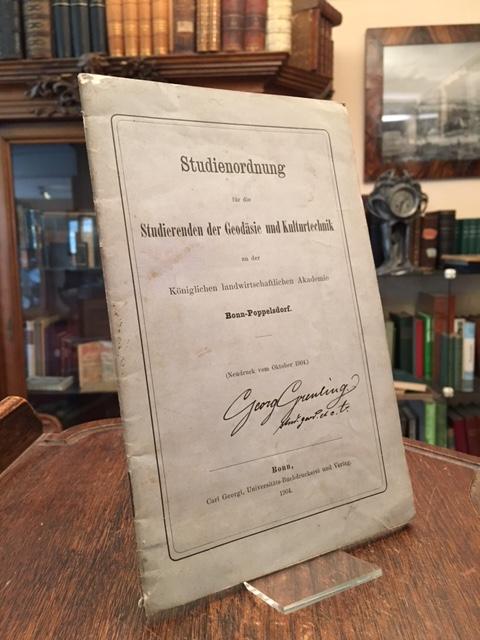 Studienordnung
für die
Studierenden der Geodäsie und Kulturtechnik
an der
Königlichen landwirtschaftlichen Akademie
Bonn-Poppelsdorf.
(Neudruck vom Oktober 1904.)
Georg Greuling
Bonn,
Carl Georgi, Universitäts-Buchdruckerei und Verlag.
1904.